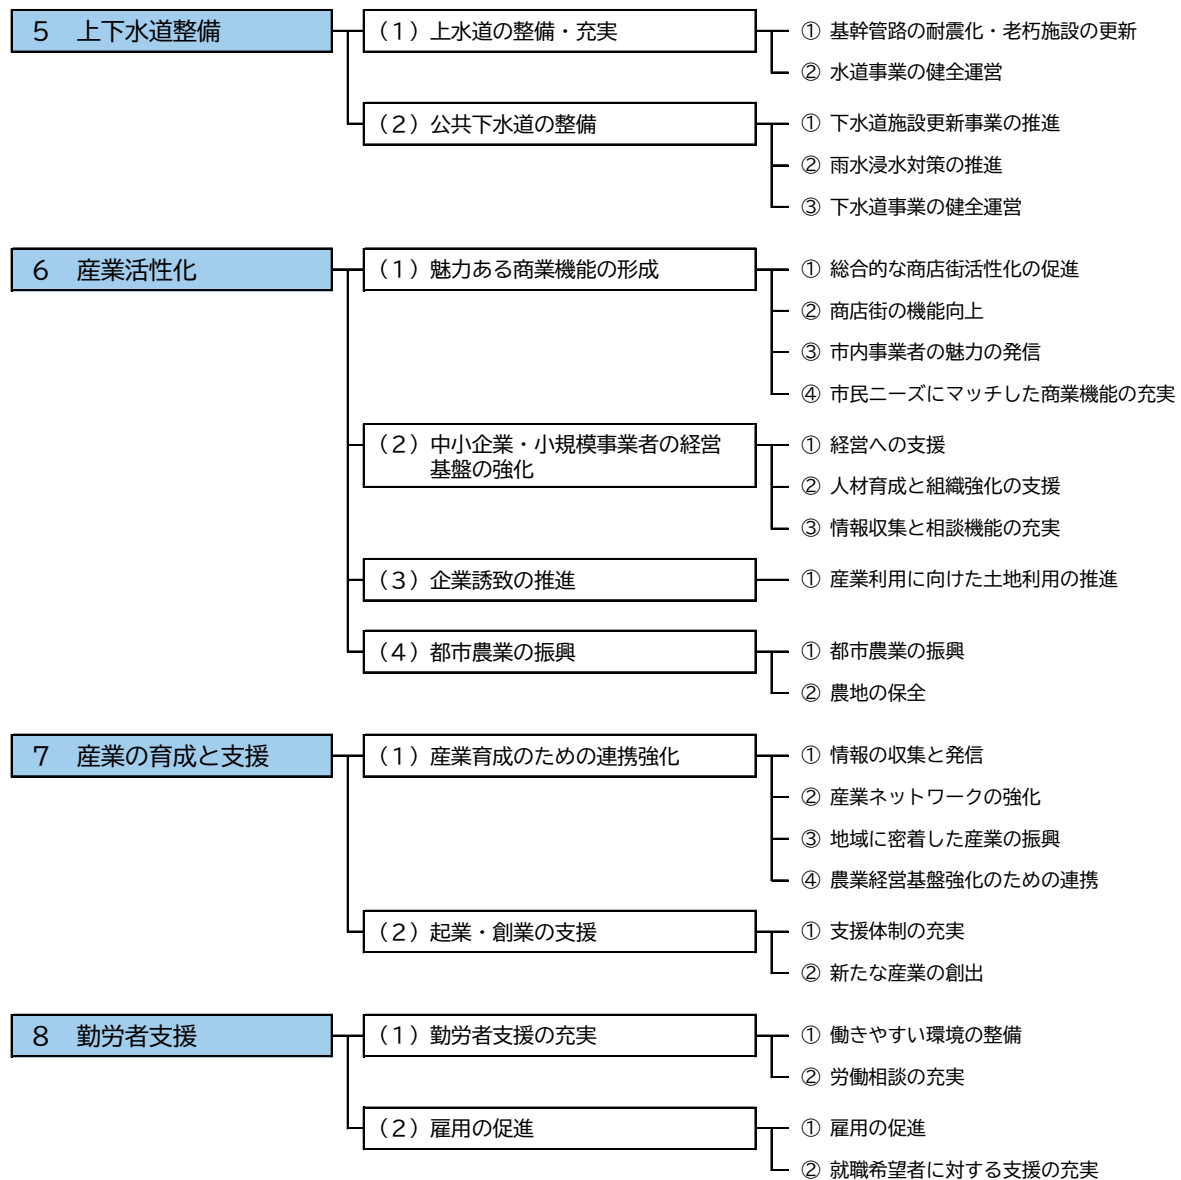 5 上下水道整備
（1）上水道の整備・充実
① 基幹管路の耐震化・老朽施設の更新
② 水道事業の健全運営
（2）公共下水道の整備
① 下水道施設更新事業の推進
② 雨水浸水対策の推進
③ 下水道事業の健全運営
6 産業活性化
（1）魅力ある商業機能の形成
① 総合的な商店街活性化の促進
② 商店街の機能向上
③ 市内事業者の魅力の発信
④ 市民ニーズにマッチした商業機能の充実
（2）中小企業・小規模事業者の経営
基盤の強化
① 経営への支援
② 人材育成と組織強化の支援
③ 情報収集と相談機能の充実
（3）企業誘致の推進
① 産業利用に向けた土地利用の推進
（4）都市農業の振興
① 都市農業の振興
② 農地の保全
7 産業の育成と支援
（1）産業育成のための連携強化
① 情報の収集と発信
② 産業ネットワークの強化
③ 地域に密着した産業の振興
④ 農業経営基盤強化のための連携
（2）起業・創業の支援
① 支援体制の充実
② 新たな産業の創出
8 勤労者支援
（1）勤労者支援の充実
① 働きやすい環境の整備
② 労働相談の充実
（2）雇用の促進
① 雇用の促進
② 就職希望者に対する支援の充実